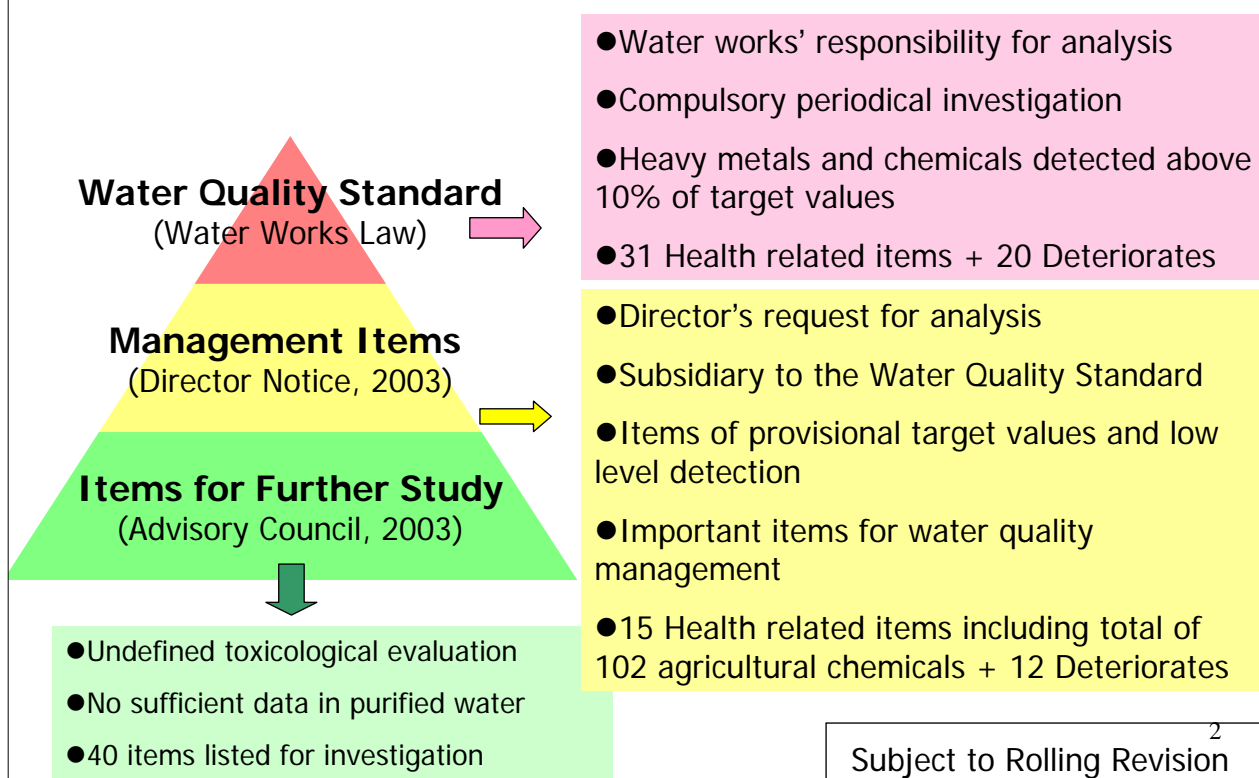 Water Quality Standard
(Water Works Law)
●Water works’ responsibility for analysis
●Compulsory periodical investigation
●Heavy metals and chemicals detected above
10% of target values
●31 Health related items + 20 Deteriorates
Management Items
(Director Notice, 2003)
●Director’s request for analysis
●Subsidiary to the Water Quality Standard
●Items of provisional target values and low
level detection
●Important items for water quality
management
●15 Health related items including total of
102 agricultural chemicals + 12 Deteriorates
Items for Further Study
(Advisory Council, 2003)
●Undefined toxicological evaluation
●No sufficient data in purified water
●40 items listed for investigation
2
Subject to Rolling Revision